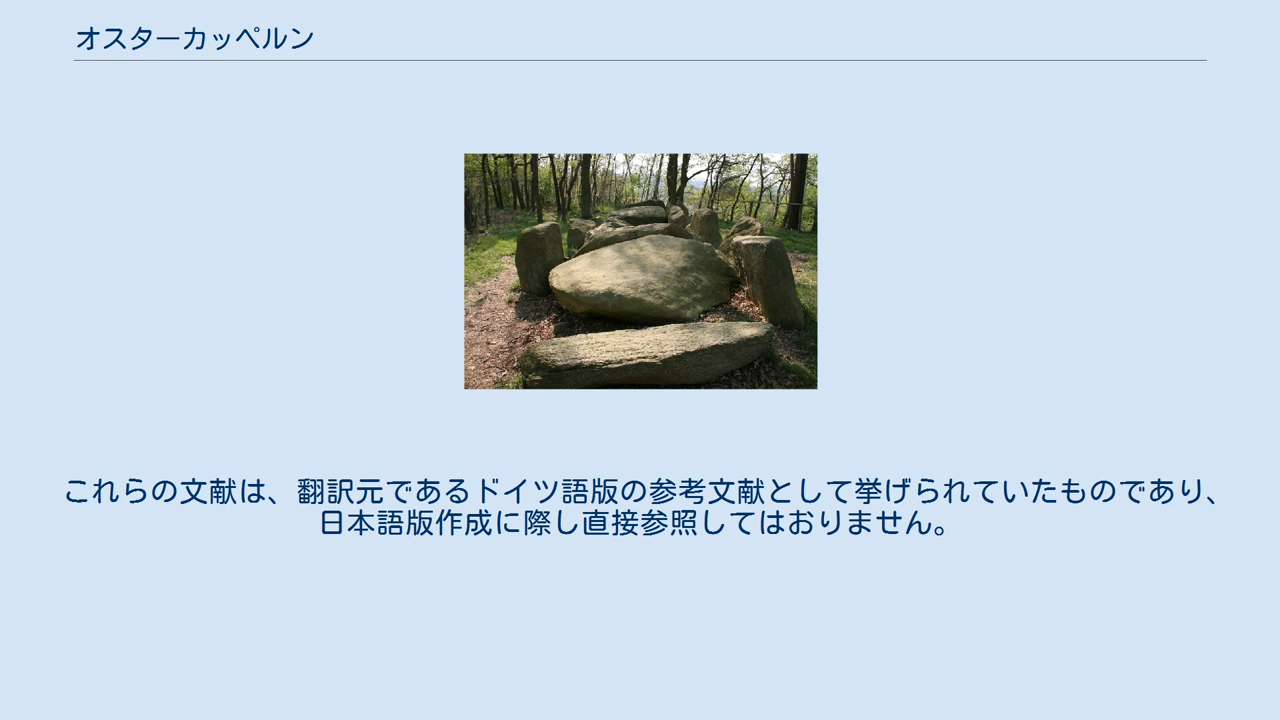 オスターカッペルン
これらの文献は、翻訳元であるドイツ語版の参考文献として挙げられていたものであり、
日本語版作成に際し直接参照してはおりません。